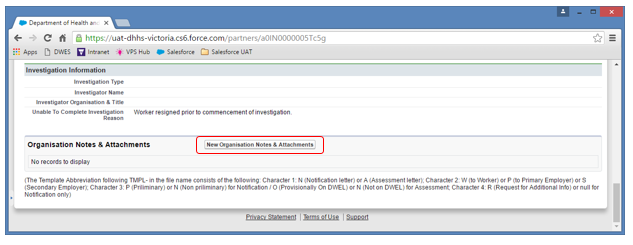 Department of Health and
https://uat-dhhs-victoria.cs6.force.com/partners/a0IN0000005Tc5g
Apps DWES Intranet VPS Hub Salesforce Salesforce UAT
Investigation Information
Investigation Type
Investigator Name
Investigator Organisation & Title
Unable To Complete Investigation Reason Worker resigned prior to commencement of investigation.
Organisation Notes & Attachments New Organisation Notes & Attachments
No records to display
(The Template Abbreviation following TMPL- in the file name consists of the following: Character 1: N (Notification letter) or A (Assessment letter); Character 2: W (to Worker) or P (to Primary Employer) or S
(Secondary Employer); Character 3: P (Priliminary) or N (Non priliminary) for Notification / O (Provisionally On DWEL) or N (Not on DWEL) for Assessment; Character 4: R (Request for Additional Info) or null for
Notification only)
Privacy Statement | Terms of Use | Support